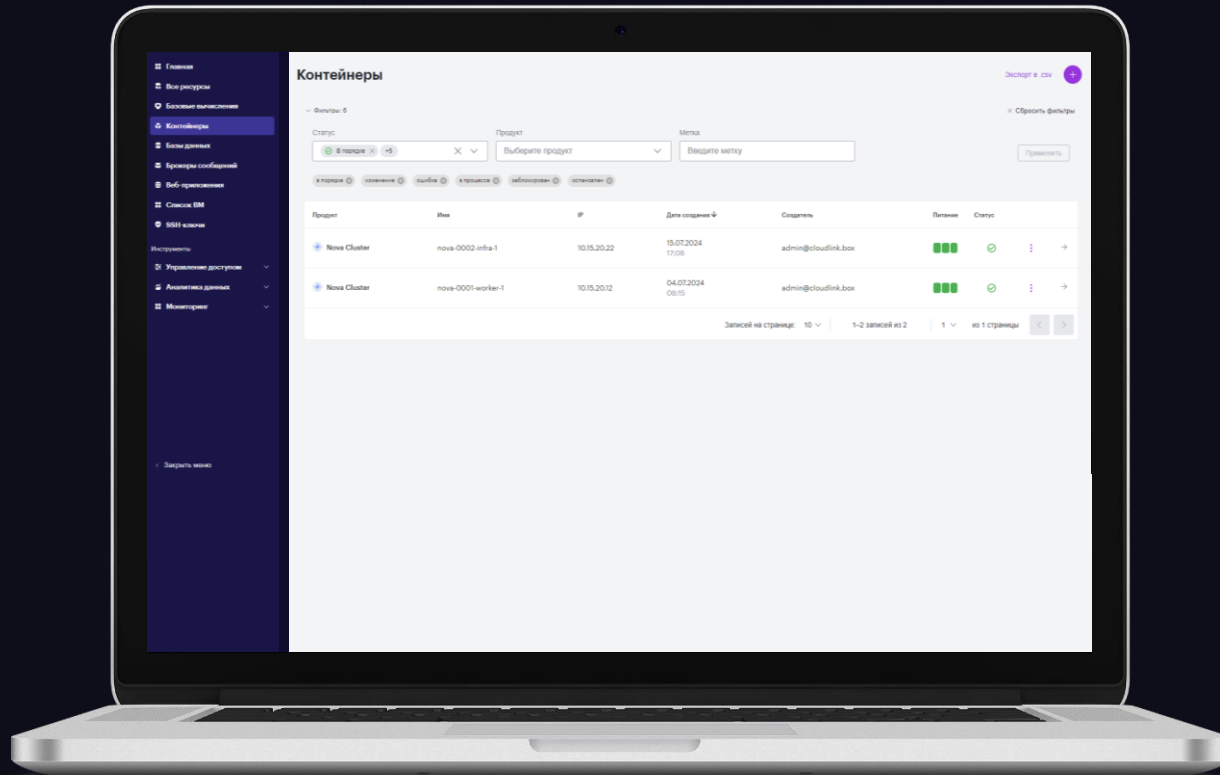 Главная
Все ресурсы
Базовые вычисления
Контейнеры
Базы данных
Брокеры сообщений
Веб-приложения
Список ВМ
SSH-ключи
Инструменты
Управление доступом
Аналитика данных
Мониторинг
Закрыть меню
Контейнеры
Экспорт в .csv
Фильтры: 6
Сбросить фильтры
Статус Продукт Метка
В порядке +5 Выберите продукт Введите метку Применить
в порядке изменение ошибка в процессе заблокирован остановлен
Продукт Имя IP Дата создания Создатель Питание Статус
Nova Cluster nova-0002-infra-1 10.15.20.22 15.07.2024 17:08 admin@cloudlink.box
Nova Cluster nova-0001-worker-1 10.15.20.12 04.07.2024 08:15 admin@cloudlink.box
Записей на странице: 10 1–2 записей из 2 1 из 1 страницы